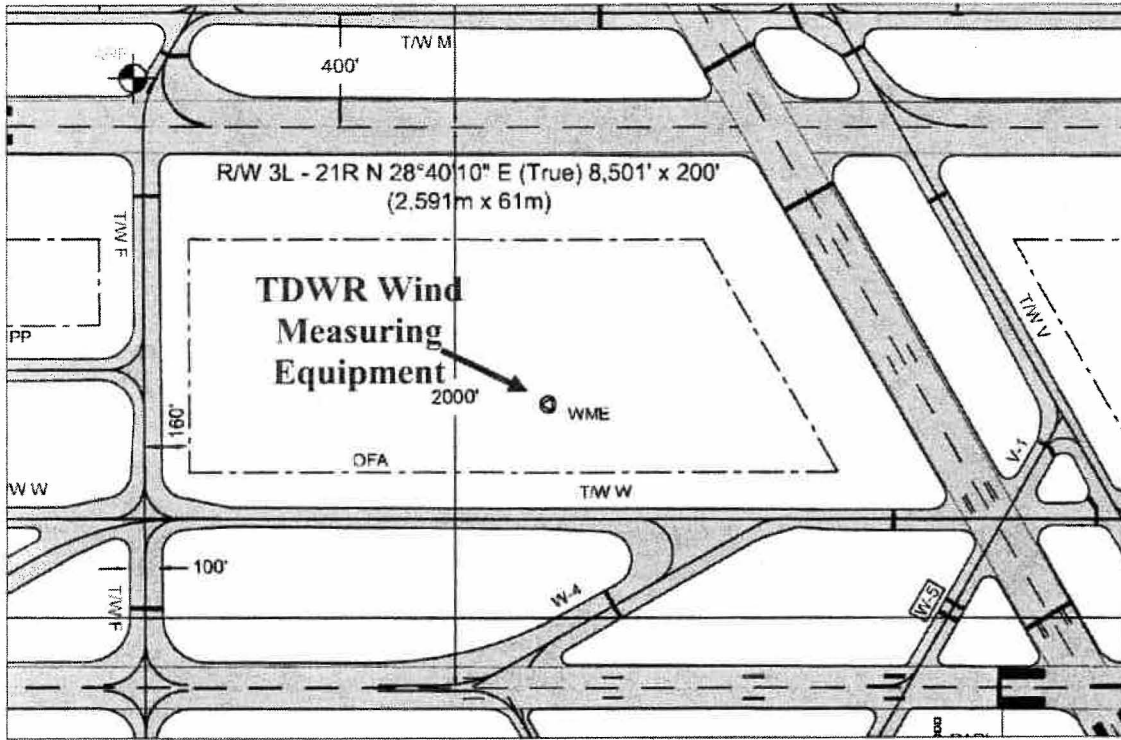 ARP
T/W M
400'
R/W 3L - 21R N 28°40'10" E (True) 8,501' x 200'
(2,591m x 61m)
T/W F
TDWR Wind
Measuring
Equipment
T/W V
PP
2000'
WME
160'
OFA
V-1
W W
T/W W
100'
T/W F
W-4
W-5